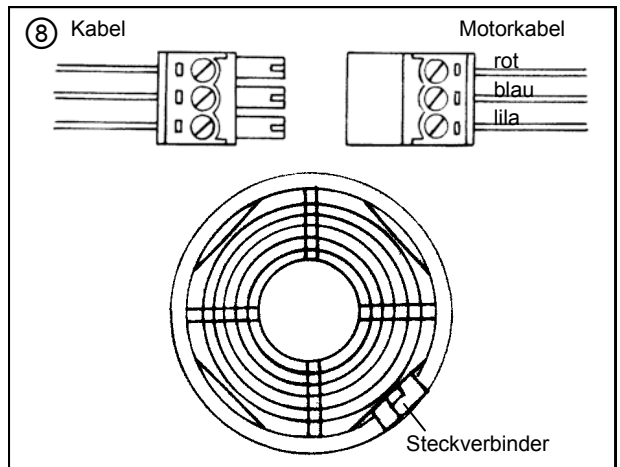 ⑧ Kabel Motorkabel
rot
blau
lila
Steckverbinder